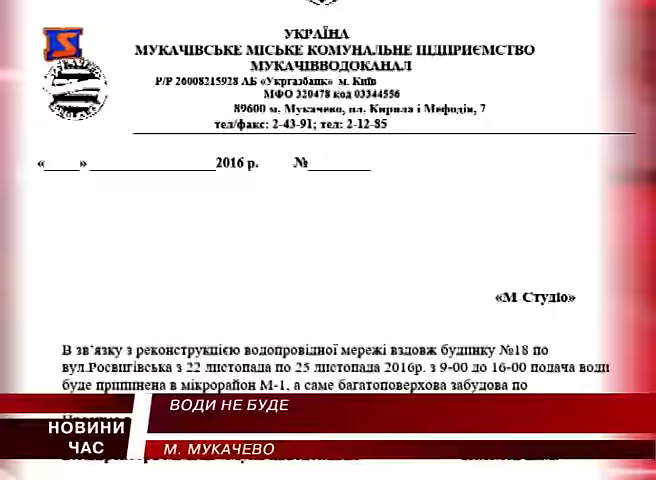 УКРАЇНА
МУКАЧІВСЬКЕ МІСЬКЕ КОМУНАЛЬНЕ ПІДПРИЄМСТВО
МУКАЧІВВОДОКАНАЛ
Р/Р 26008215928 АБ «Укргазбанк» м. Київ
МФО 320478 код 03344556
89600 м. Мукачево, пл. Кирила і Мефодія, 7
тел/факс: 2-43-91; тел: 2-12-85
«_____» __________________2016 р. №_________
«М Студіо»
В зв’язку з реконструкцією водопровідної мережі вздовж будинку №18 по
вул.Росвигівська з 22 листопада по 25 листопада 2016р. з 9-00 до 16-00 подача води
буде припинена в мікрорайон М-1, а саме багатоповерхова забудова по
ВОДИ НЕ БУДЕ
НОВИНИ
ЧАС
М. МУКАЧЕВО